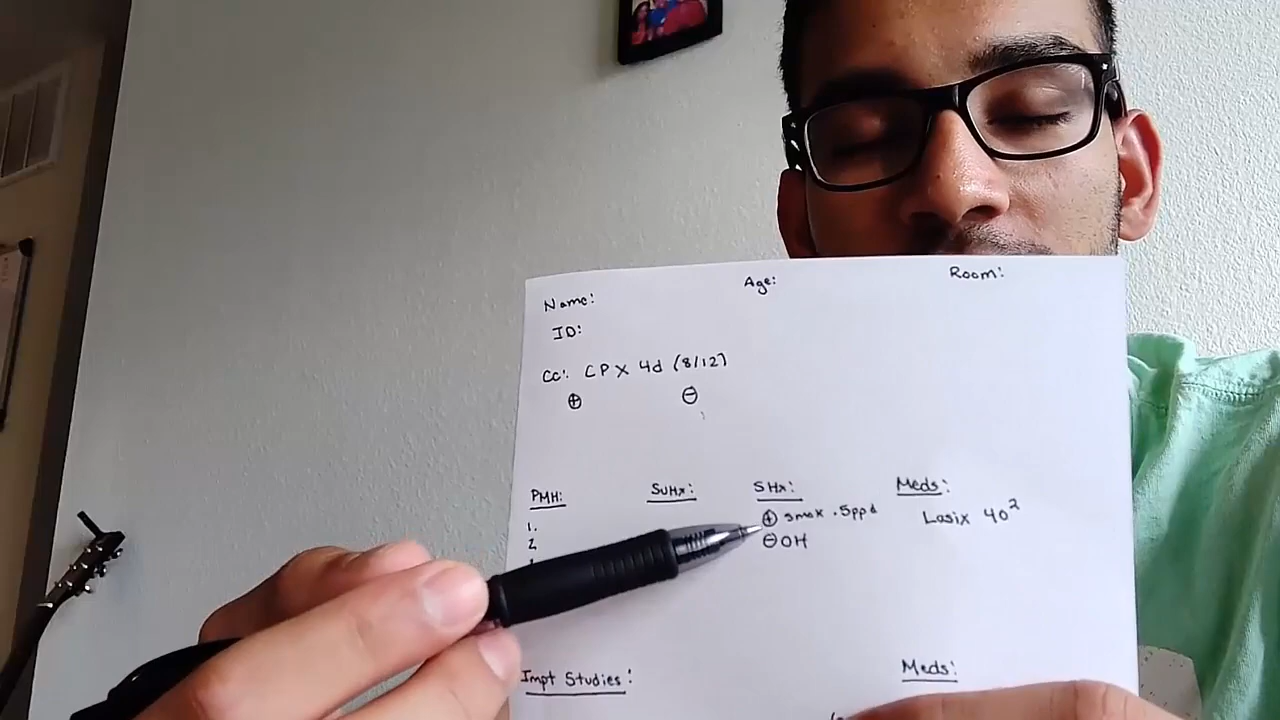 Name: Age: Room:
ID:
CC: CP x 4d (8/12)
⊕ ⊖
PMH: SuHx: SHx: Meds:
1. ⊕ smok .5ppd Lasix 40²
2. ⊖ OH
Impt Studies: Meds: